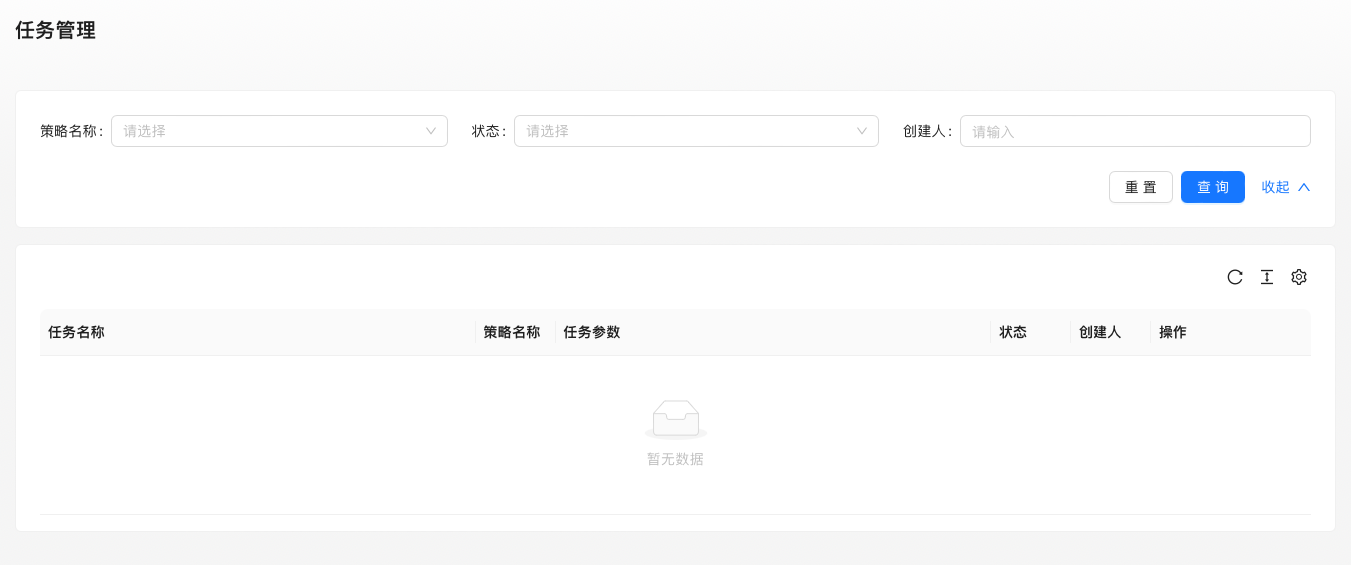 任务管理
策略名称: 请选择 状态: 请选择 创建人: 请输入
重 置 查 询 收起
任务名称 策略名称 任务参数 状态 创建人 操作
暂无数据